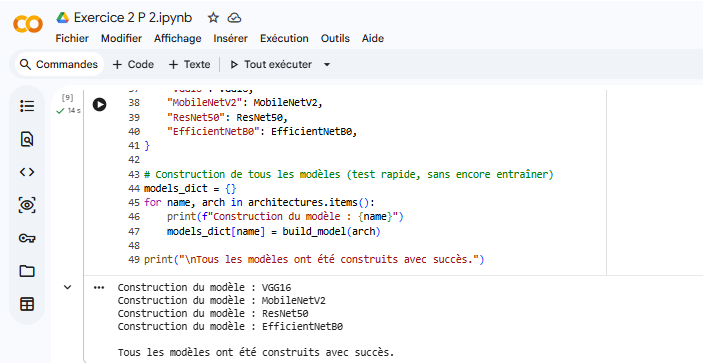 Exercice 2 P 2.ipynb
Fichier Modifier Affichage Insérer Exécution Outils Aide
Commandes + Code + Texte Tout exécuter
[9]
14 s
37 "VGG16": VGG16,
38 "MobileNetV2": MobileNetV2,
39 "ResNet50": ResNet50,
40 "EfficientNetB0": EfficientNetB0,
41 }
42
43 # Construction de tous les modèles (test rapide, sans encore entraîner)
44 models_dict = {}
45 for name, arch in architectures.items():
46 print(f"Construction du modèle : {name}")
47 models_dict[name] = build_model(arch)
48
49 print("\nTous les modèles ont été construits avec succès.")
Construction du modèle : VGG16
Construction du modèle : MobileNetV2
Construction du modèle : ResNet50
Construction du modèle : EfficientNetB0
Tous les modèles ont été construits avec succès.